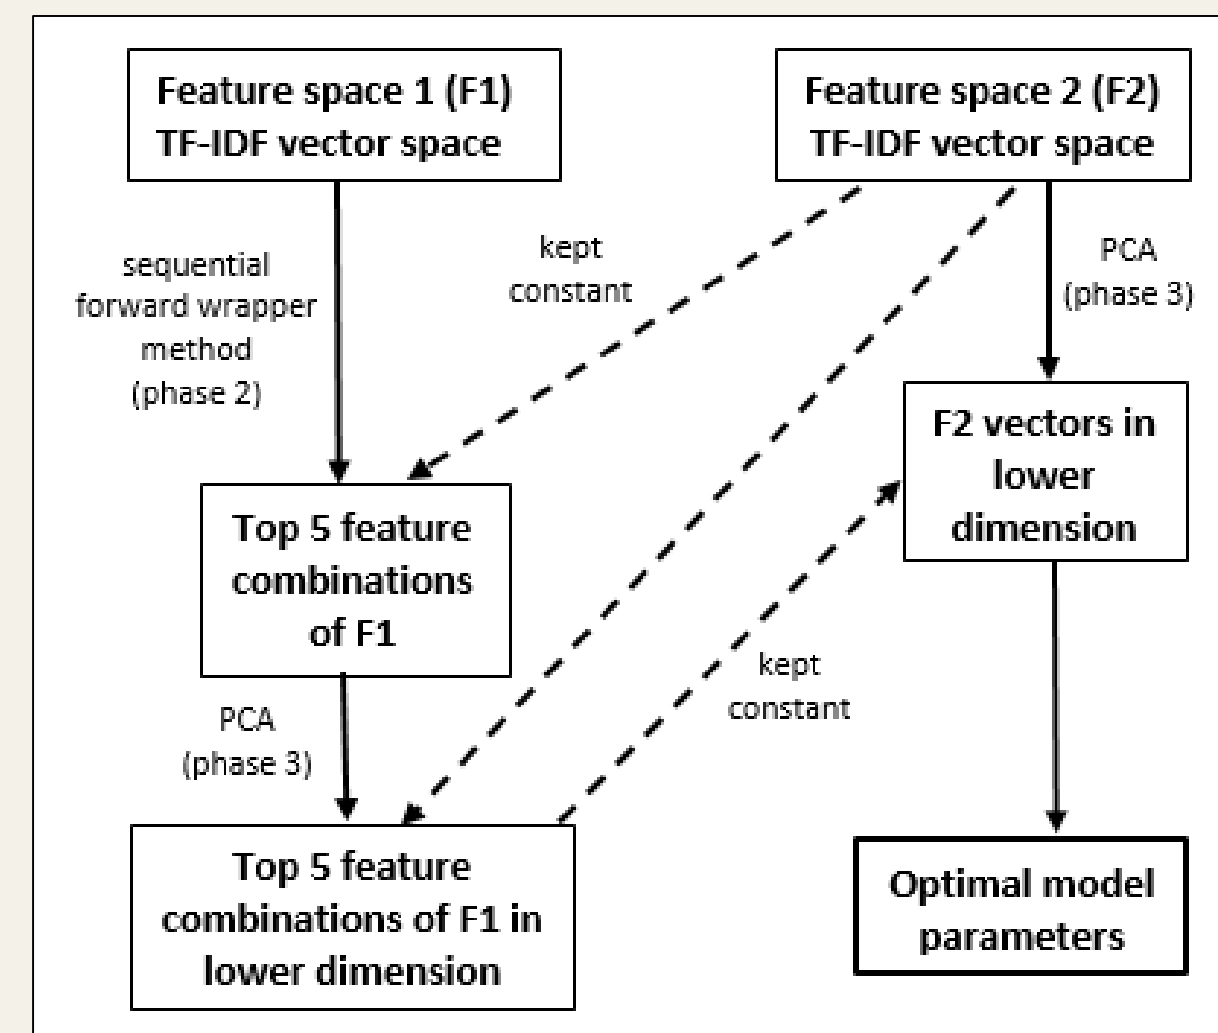 Feature space 1 (F1)
TF-IDF vector space
Feature space 2 (F2)
TF-IDF vector space
sequential
forward wrapper
method
(phase 2)
kept
constant
PCA
(phase 3)
F2 vectors in
lower
dimension
Top 5 feature
combinations
of F1
kept
constant
PCA
(phase 3)
Top 5 feature
combinations of F1 in
lower dimension
Optimal model
parameters